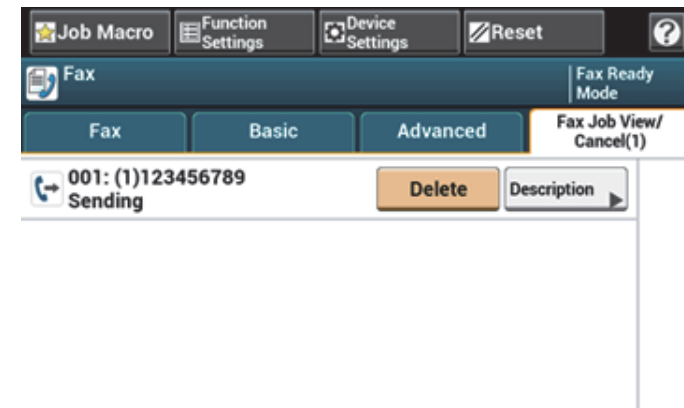 Job Macro
Function
Settings
Device
Settings
Reset
?
Fax
Fax Ready
Mode
Fax
Basic
Advanced
Fax Job View/
Cancel(1)
001: (1)123456789
Sending
Delete
Description